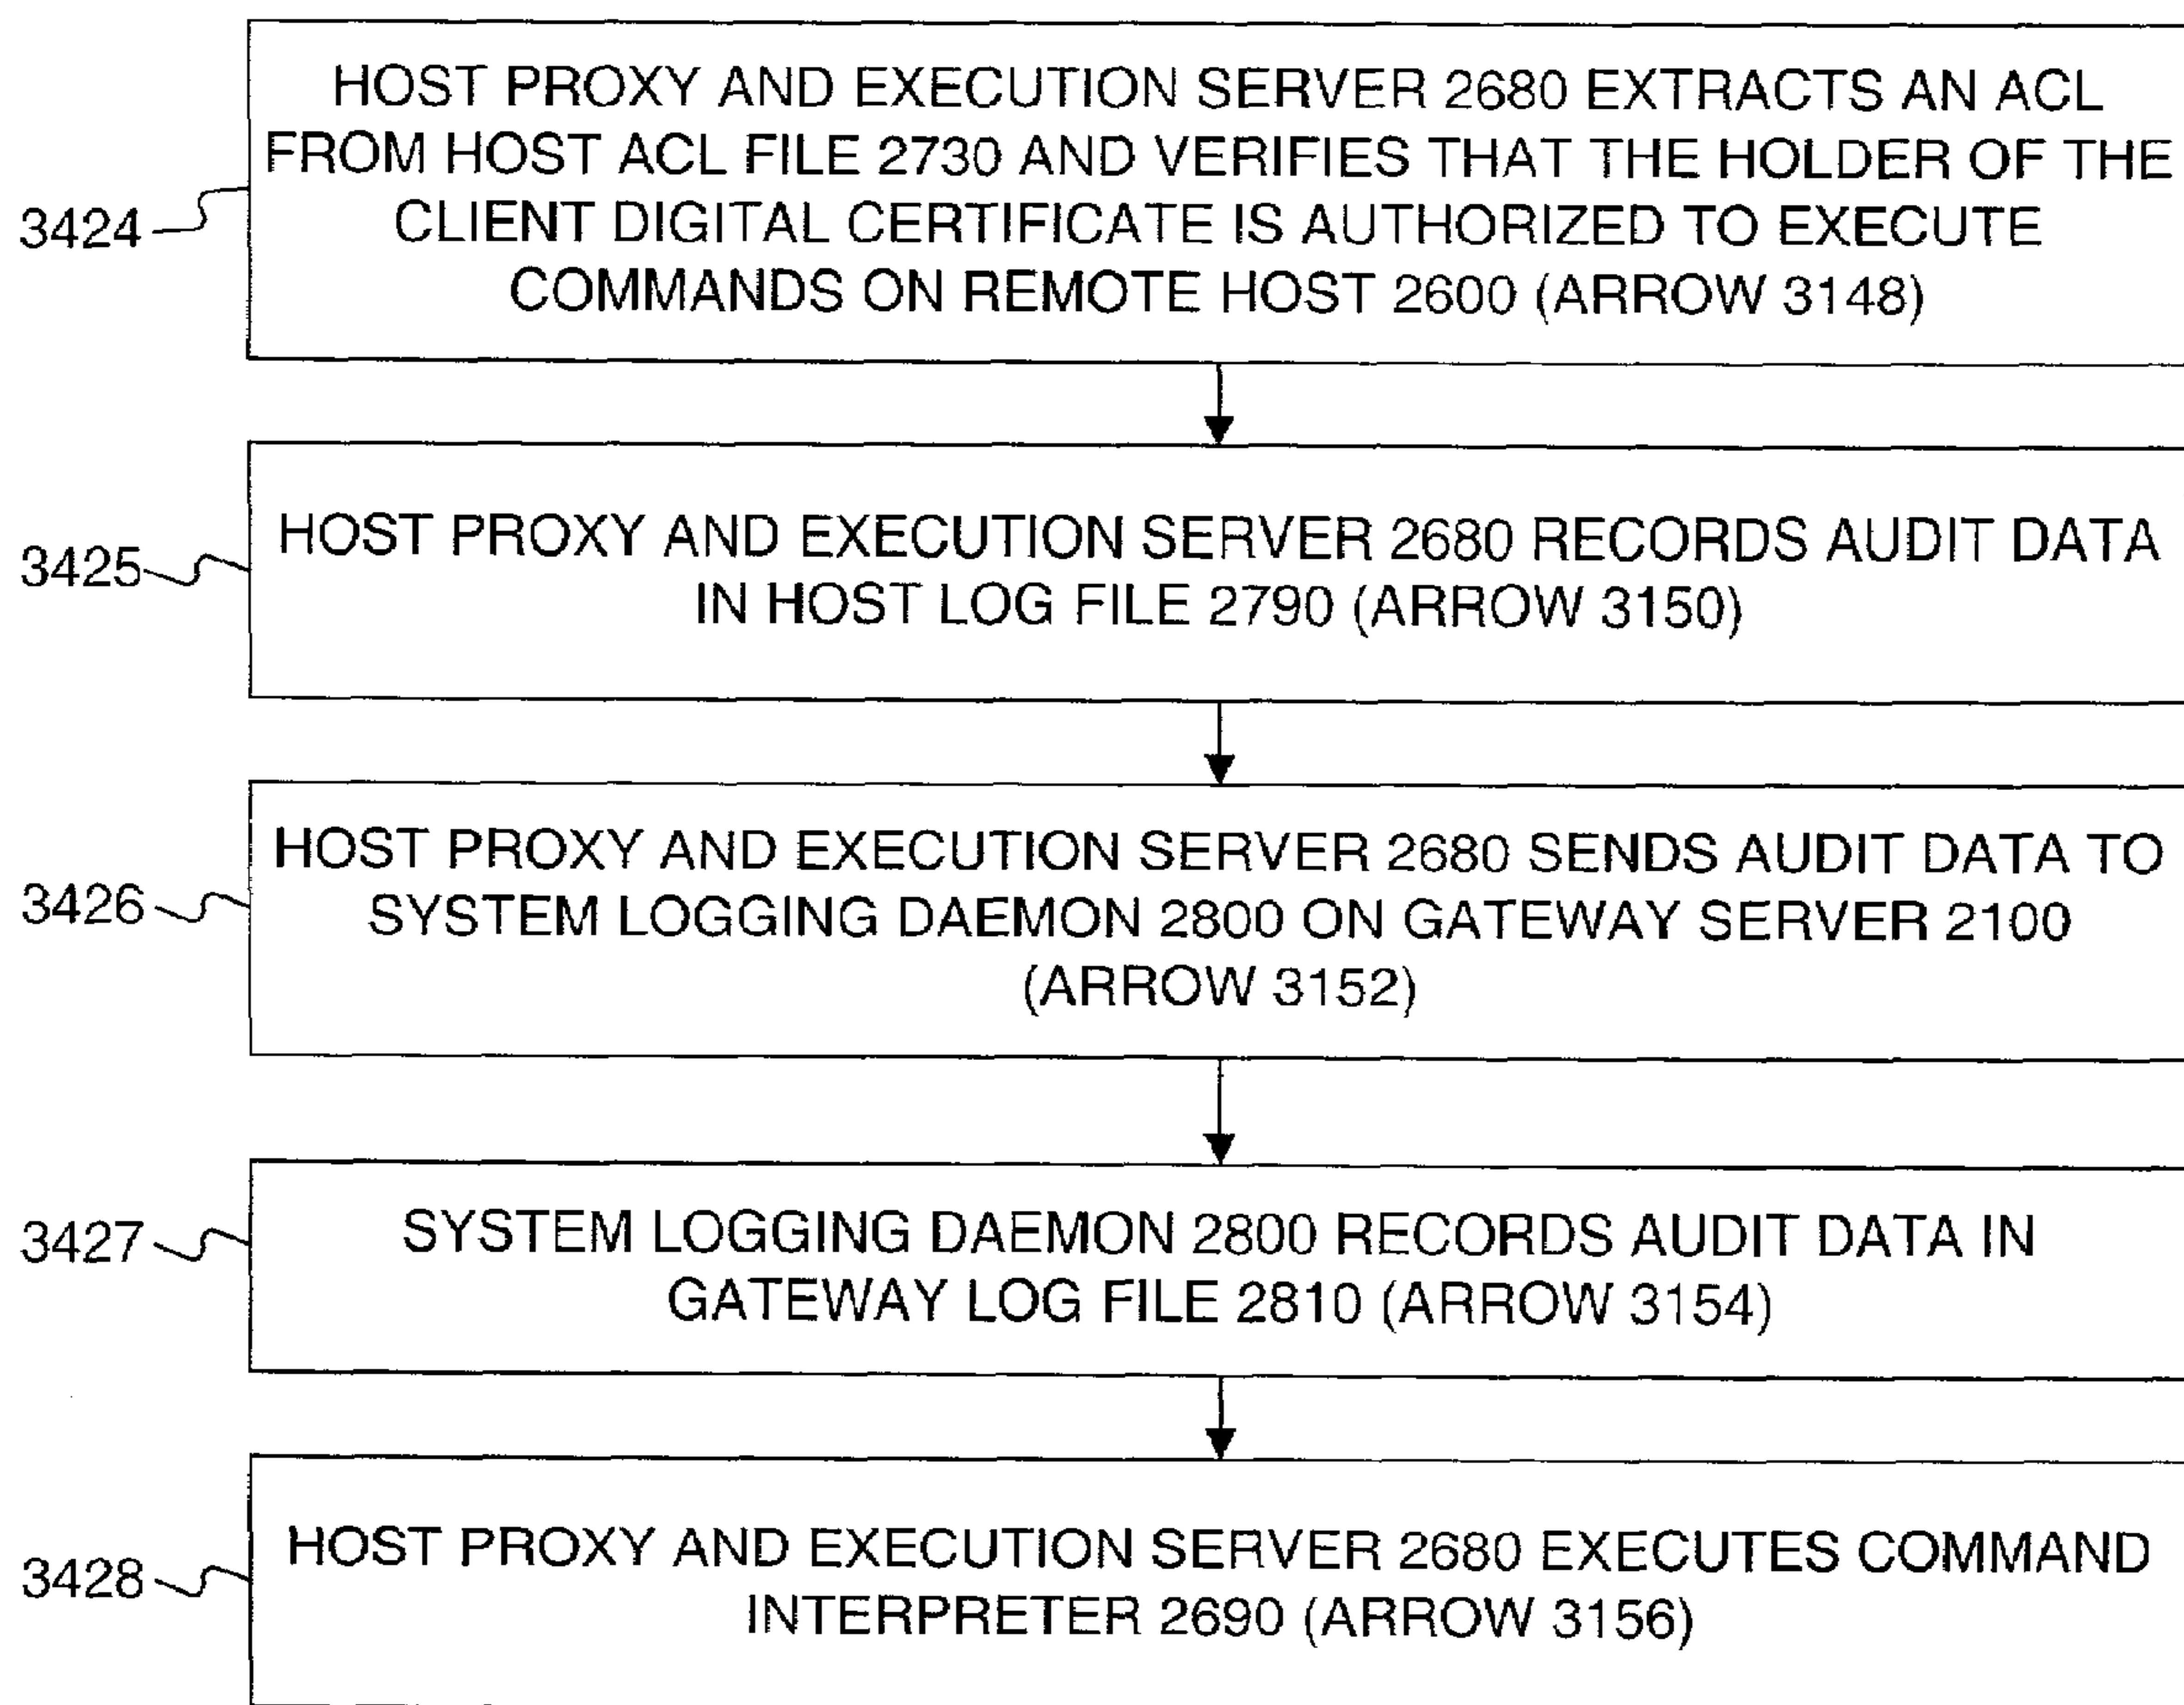 HOST PROXY AND EXECUTION SERVER 2680 EXTRACTS AN ACL
FROM HOST ACL FILE 2730 AND VERIFIES THAT THE HOLDER OF THE
CLIENT DIGITAL CERTIFICATE IS AUTHORIZED TO EXECUTE
COMMANDS ON REMOTE HOST 2600 (ARROW 3148)
3424
HOST PROXY AND EXECUTION SERVER 2680 RECORDS AUDIT DATA
IN HOST LOG FILE 2790 (ARROW 3150)
3425
HOST PROXY AND EXECUTION SERVER 2680 SENDS AUDIT DATA TO
SYSTEM LOGGING DAEMON 2800 ON GATEWAY SERVER 2100
(ARROW 3152)
3426
SYSTEM LOGGING DAEMON 2800 RECORDS AUDIT DATA IN
GATEWAY LOG FILE 2810 (ARROW 3154)
3427
HOST PROXY AND EXECUTION SERVER 2680 EXECUTES COMMAND
INTERPRETER 2690 (ARROW 3156)
3428